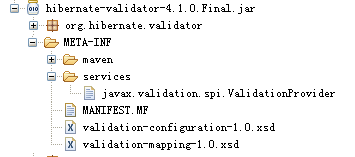 hibernate-validator-4.1.0.Final.jar
org.hibernate.validator
META-INF
maven
services
javax.validation.spi.ValidationProvider
MANIFEST.MF
validation-configuration-1.0.xsd
validation-mapping-1.0.xsd